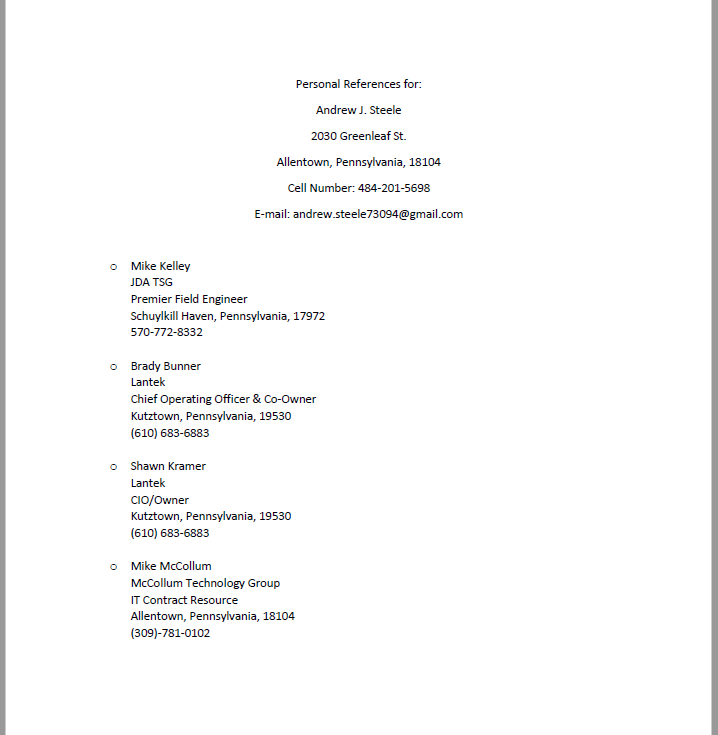 Personal References for:
Andrew J. Steele
2030 Greenleaf St.
Allentown, Pennsylvania, 18104
Cell Number: 484-201-5698
E-mail: andrew.steele73094@gmail.com
○ Mike Kelley
JDA TSG
Premier Field Engineer
Schuylkill Haven, Pennsylvania, 17972
570-772-8332
○ Brady Bunner
Lantek
Chief Operating Officer & Co-Owner
Kutztown, Pennsylvania, 19530
(610) 683-6883
○ Shawn Kramer
Lantek
CIO/Owner
Kutztown, Pennsylvania, 19530
(610) 683-6883
○ Mike McCollum
McCollum Technology Group
IT Contract Resource
Allentown, Pennsylvania, 18104
(309)-781-0102